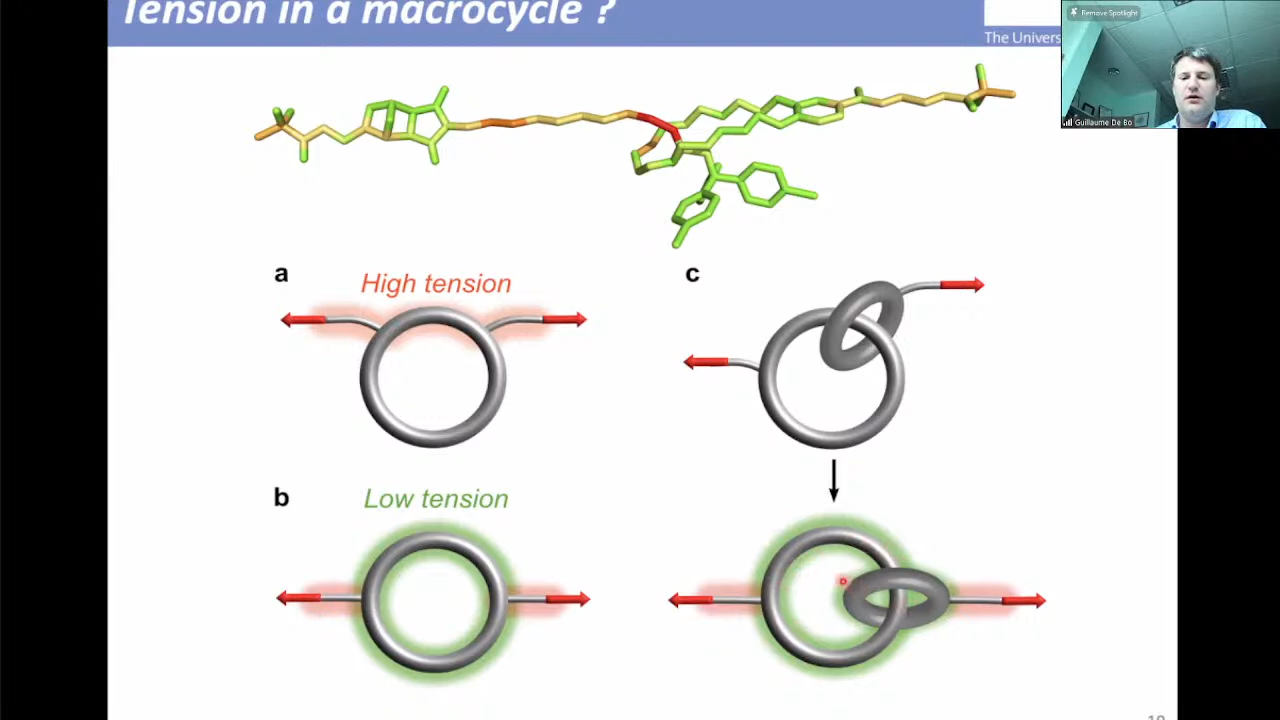 Tension in a macrocycle ?
The Univers
Remove Spotlight
Guillaume De Bo
a
High tension
c
b
Low tension